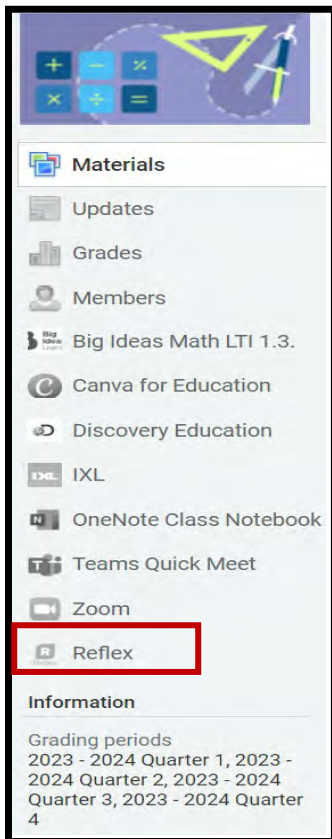 + - %
× ÷ =
Materials
Updates
Grades
Members
Big Ideas Math LTI 1.3.
Canva for Education
Discovery Education
IXL
OneNote Class Notebook
Teams Quick Meet
Zoom
Reflex
Information
Grading periods
2023 - 2024 Quarter 1, 2023 -
2024 Quarter 2, 2023 - 2024
Quarter 3, 2023 - 2024 Quarter
4